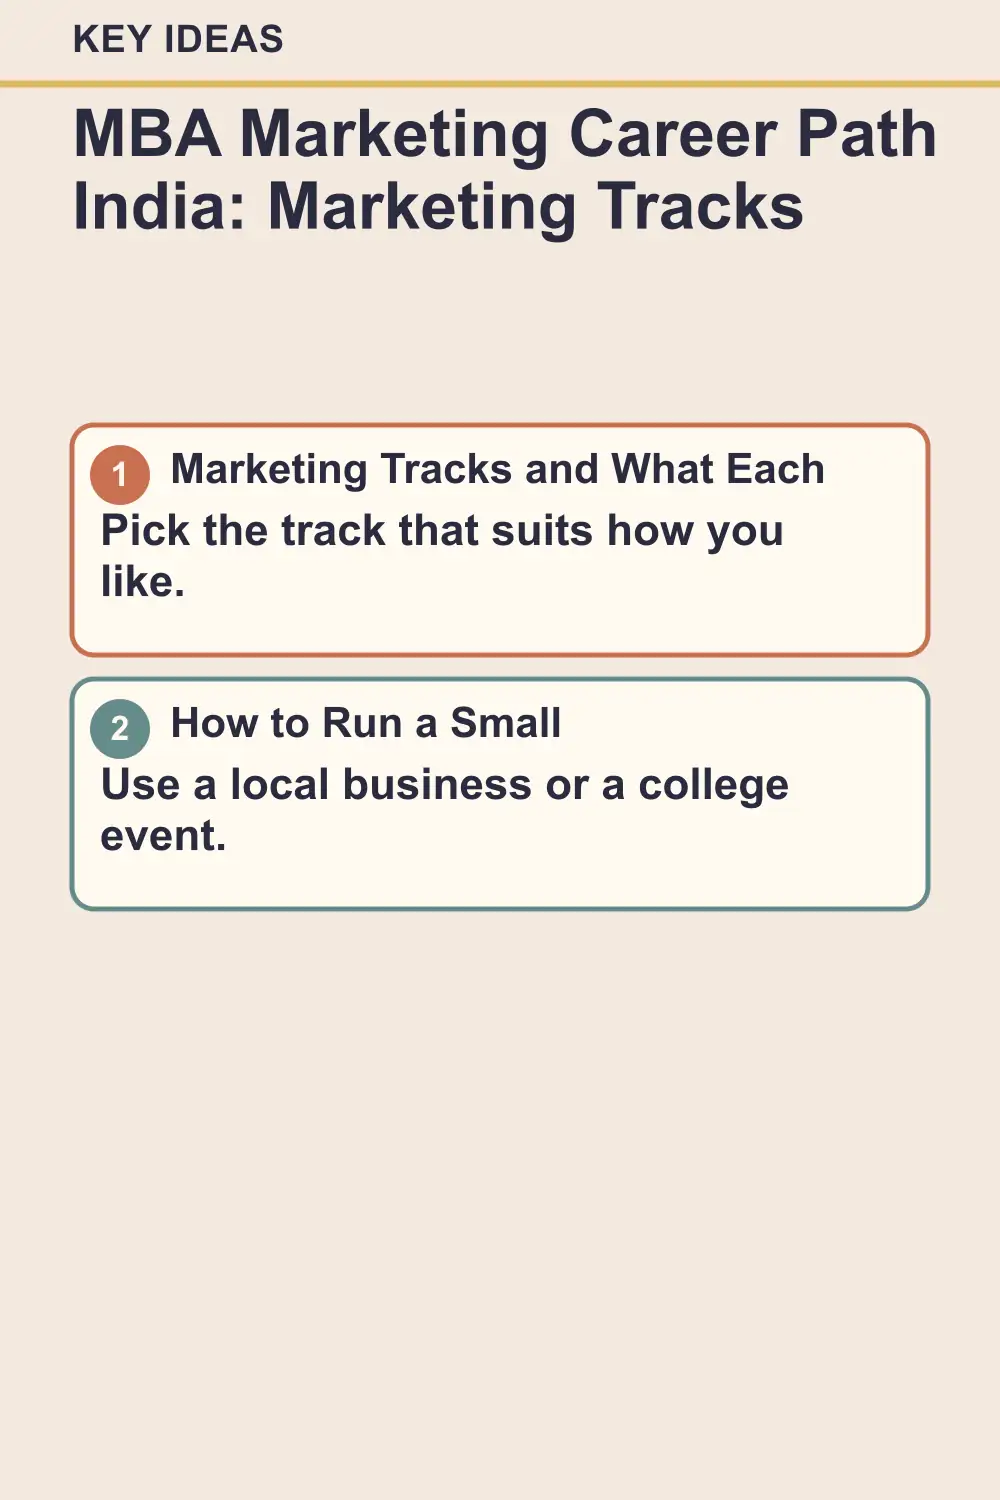 KEY IDEAS
MBA Marketing Career Path
India: Marketing Tracks
1 Marketing Tracks and What Each
Pick the track that suits how you
like.
2 How to Run a Small
Use a local business or a college
event.